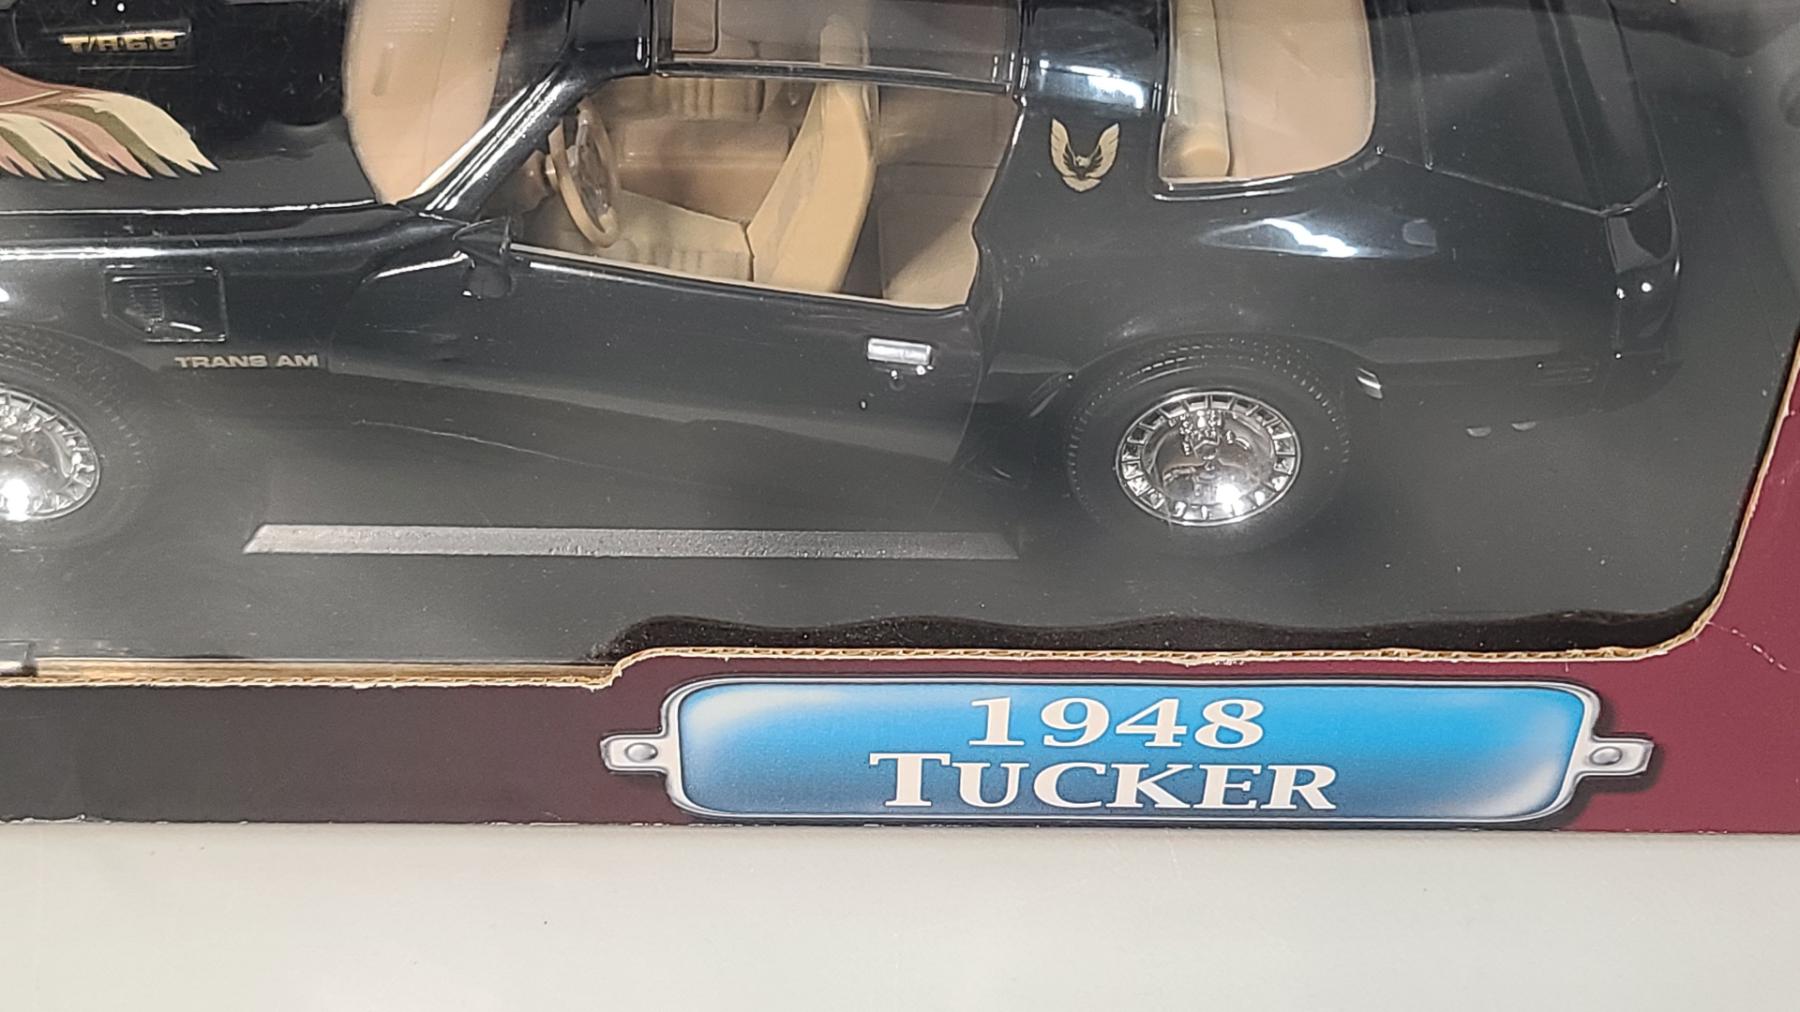 T/A 6.6
TRANS AM
1948
TUCKER